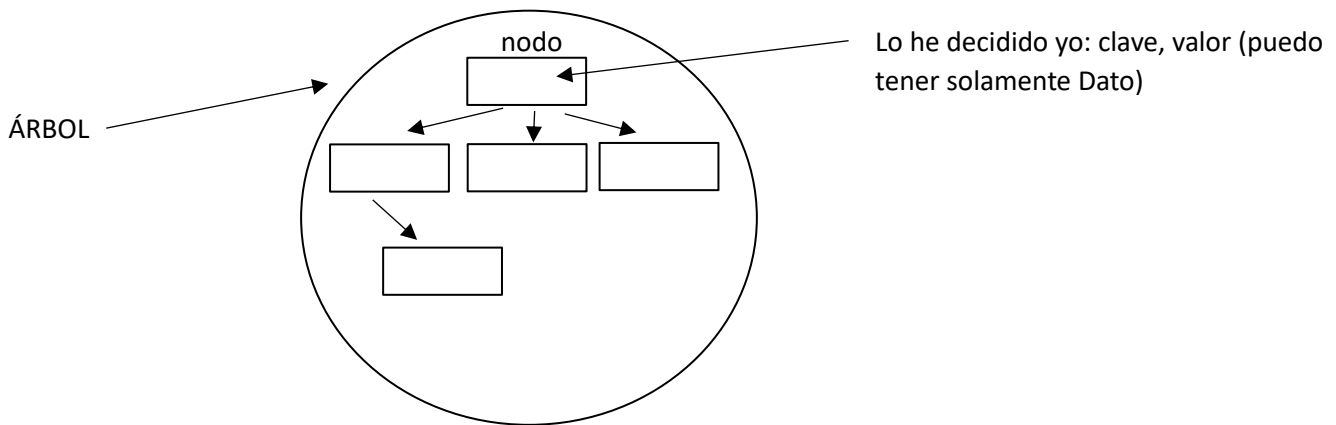 nodo
Lo he decidido yo: clave, valor (puedo
tener solamente Dato)
ÁRBOL